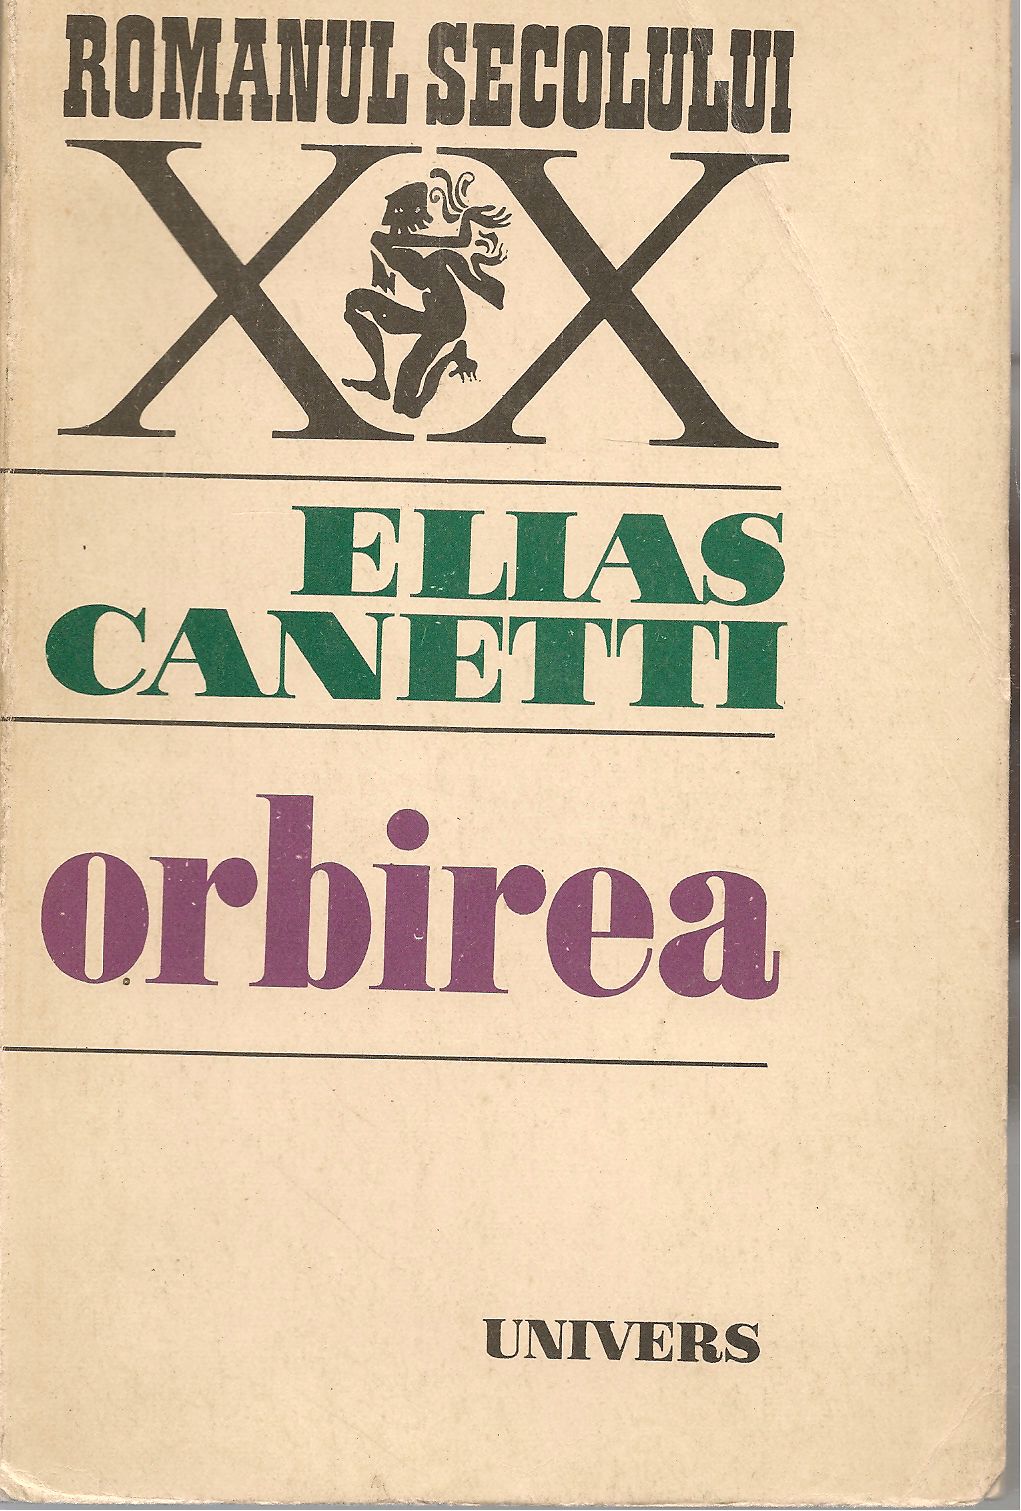 ROMANUL SECOLULUI
XX
ELIAS
CANETTI
orbirea
UNIVERS